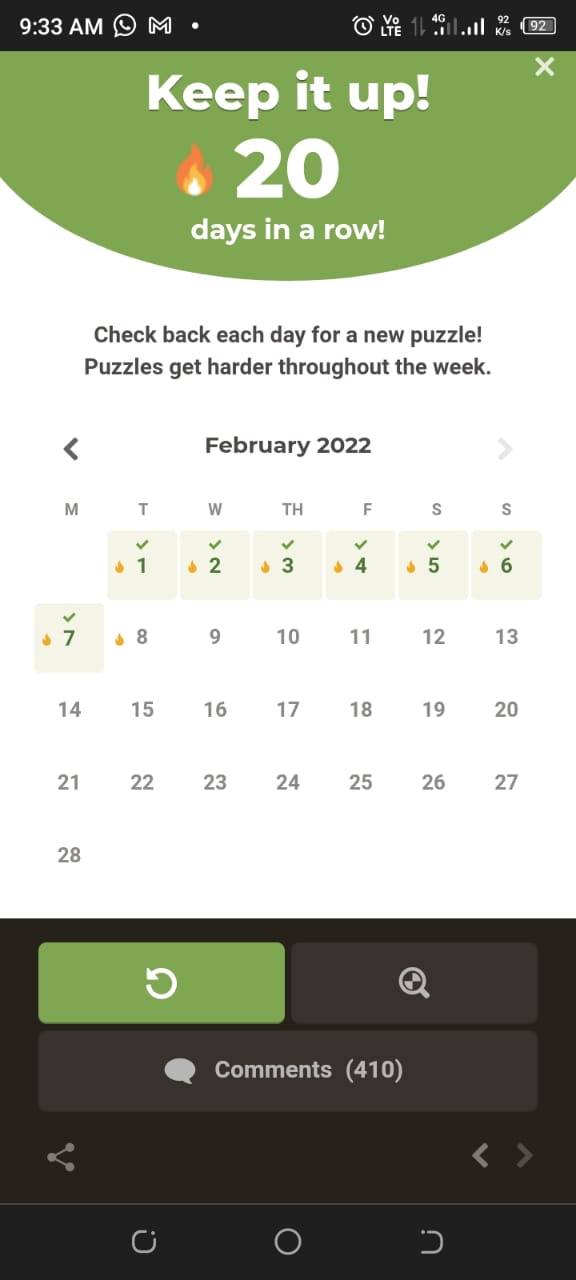 9:33 AM Vo LTE 4G 92 K/s 92
Keep it up!
20
days in a row!
Check back each day for a new puzzle!
Puzzles get harder throughout the week.
February 2022
M T W TH F S S
1 2 3 4 5 6
7 8 9 10 11 12 13
14 15 16 17 18 19 20
21 22 23 24 25 26 27
28
Comments (410)